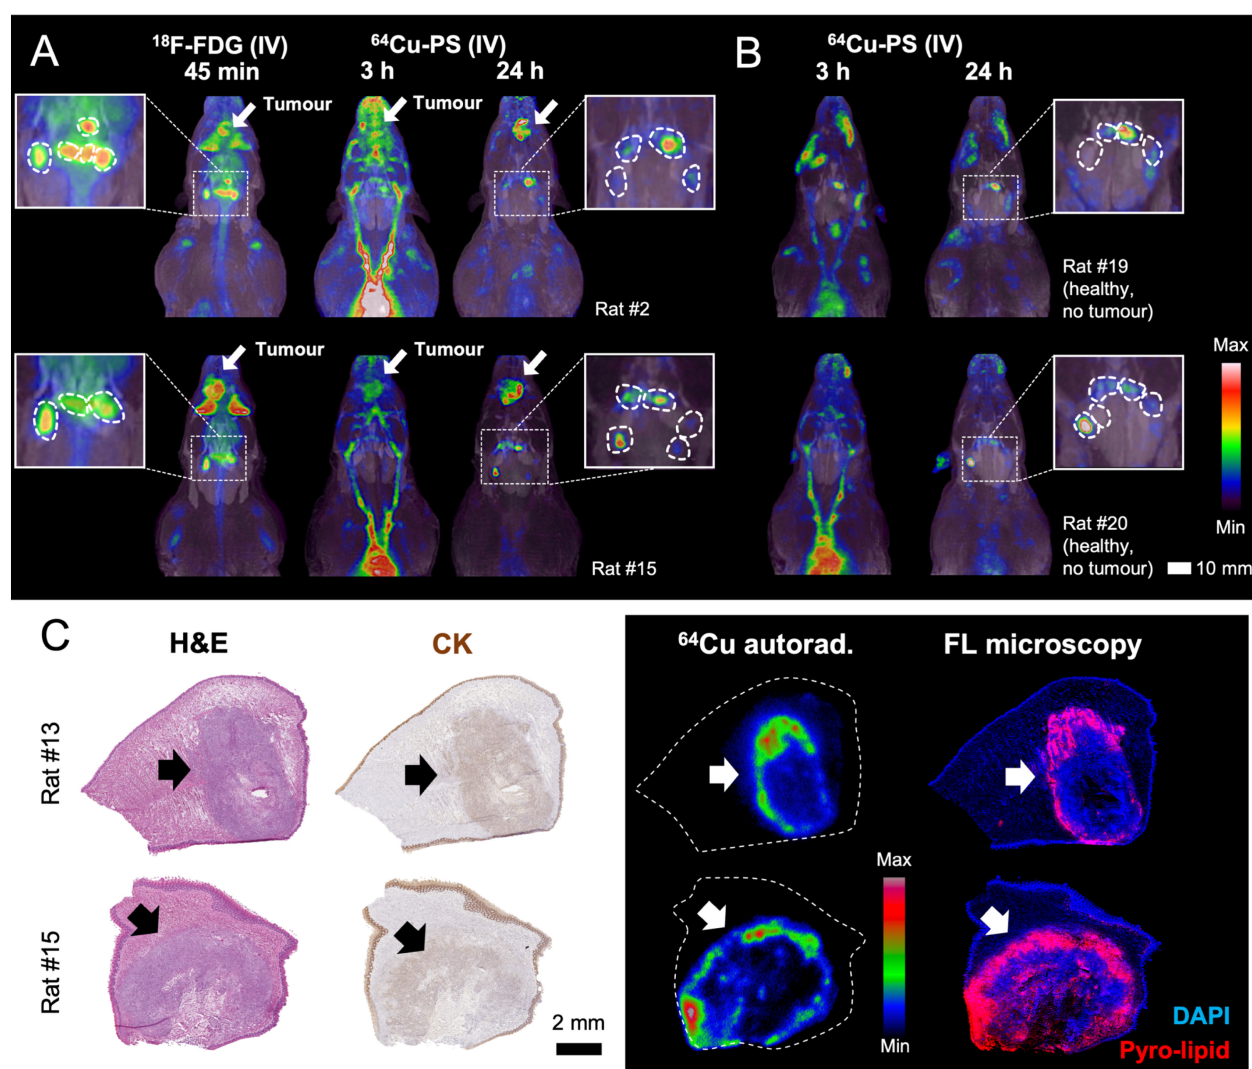 A
¹⁸F-FDG (IV)
45 min
⁶⁴Cu-PS (IV)
3 h
24 h
Tumour
Tumour
Rat #2
Tumour
Tumour
Rat #15
B
⁶⁴Cu-PS (IV)
3 h
24 h
Rat #19
(healthy,
no tumour)
Max
Min
Rat #20
(healthy,
no tumour)
10 mm
C
H&E
CK
⁶⁴Cu autorad.
FL microscopy
Rat #13
Rat #15
2 mm
Max
Min
DAPI
Pyro-lipid